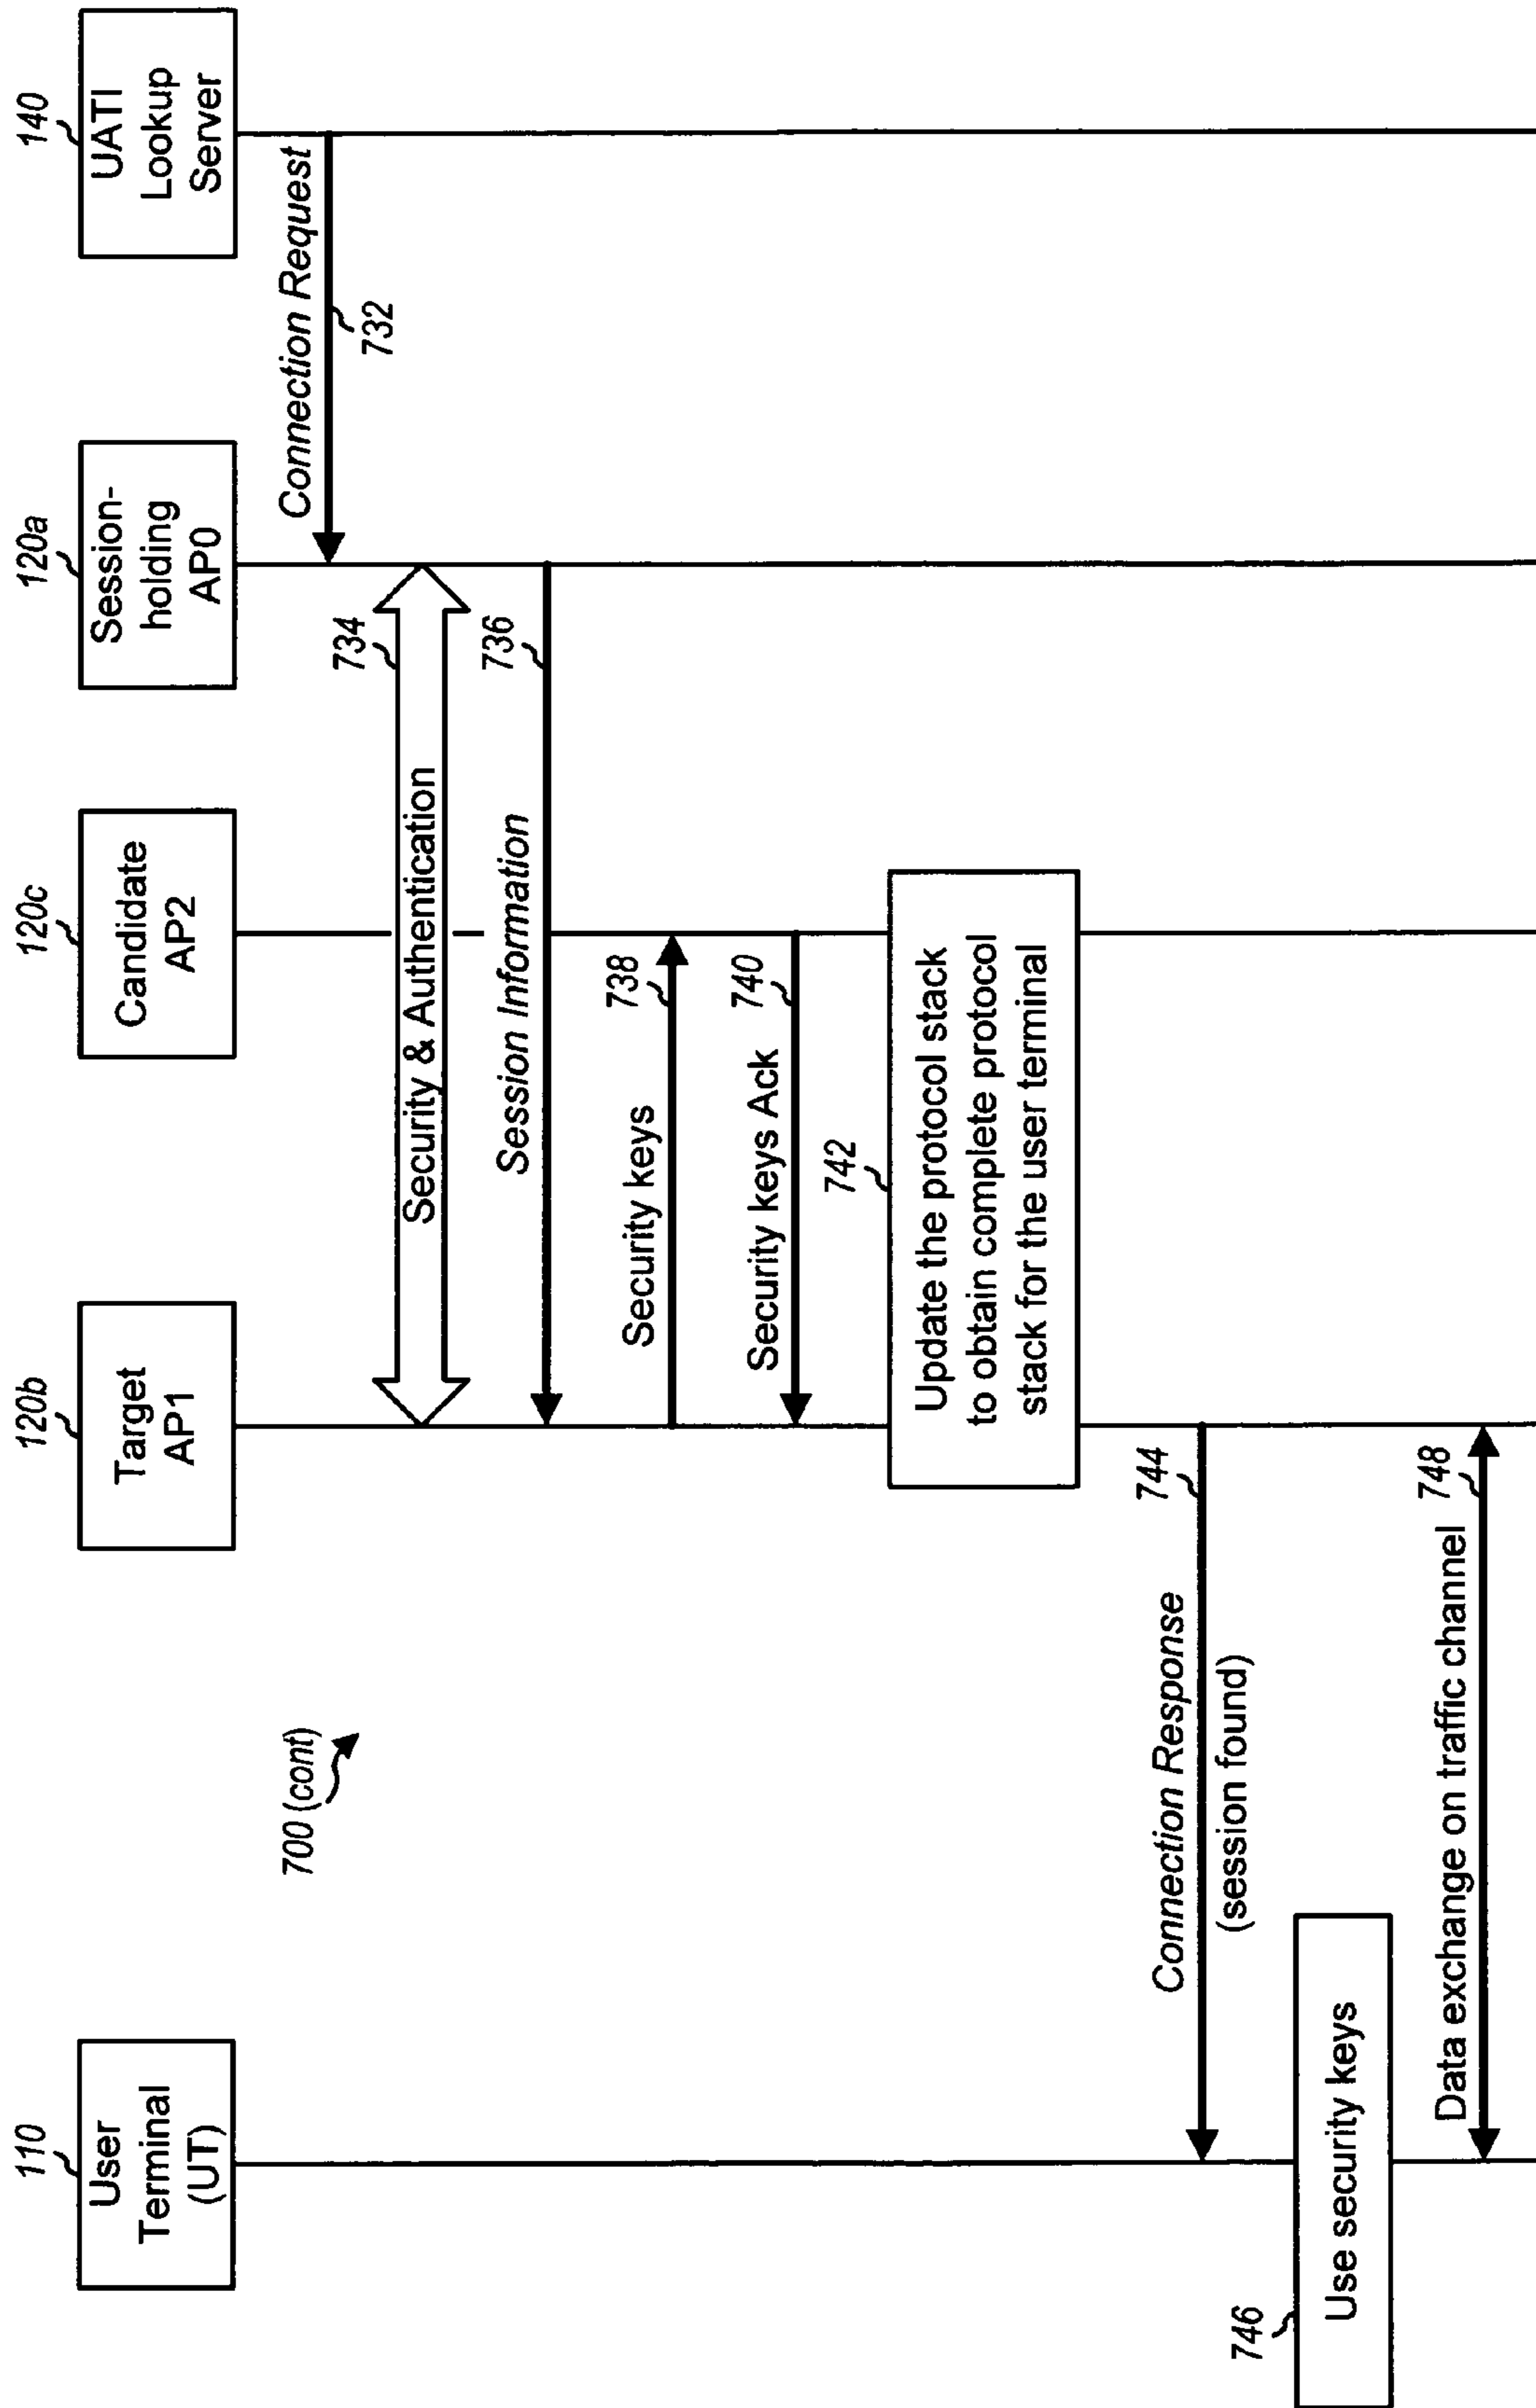 110
User
Terminal
(UT)
120b
Target
AP1
120c
Candidate
AP2
120a
Session-
holding
AP0
140
UATI
Lookup
Server
700 (cont)
Connection Request
732
734
Security & Authentication
736
Session Information
738
Security keys
740
Security keys Ack
742
Update the protocol stack
to obtain complete protocol
stack for the user terminal
744
Connection Response
(session found)
746
Use security keys
748
Data exchange on traffic channel